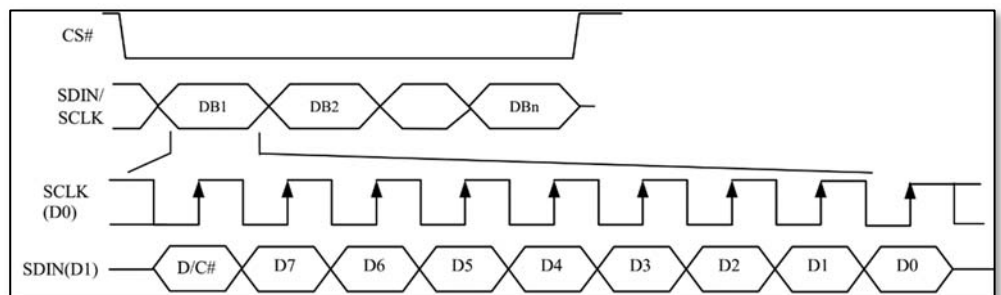 CS#
SDIN/
SCLK
DB1 DB2 DBn
SCLK
(D0)
SDIN(D1) D/C# D7 D6 D5 D4 D3 D2 D1 D0